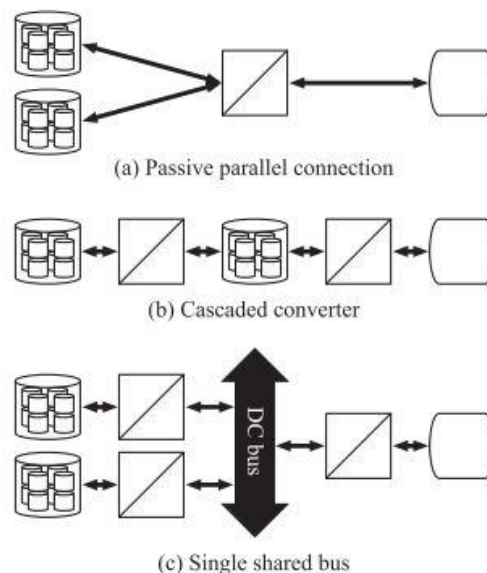 (a) Passive parallel connection
(b) Cascaded converter
DC bus
(c) Single shared bus